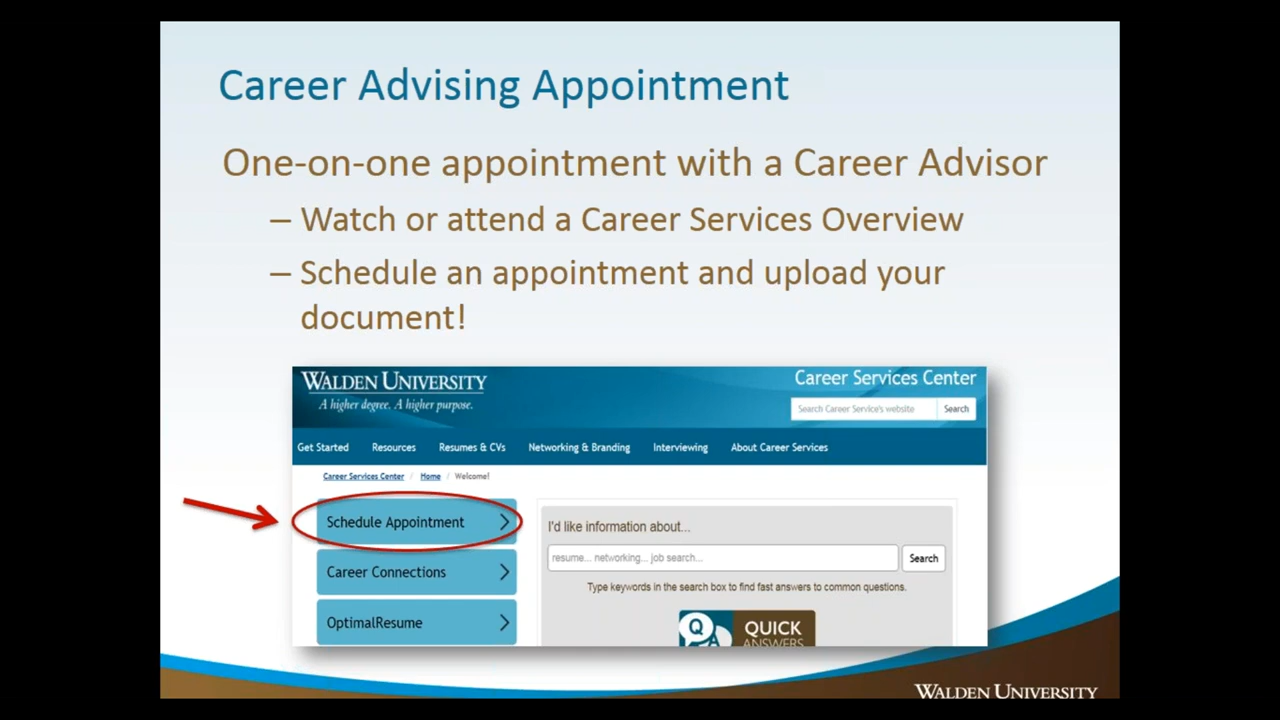 Career Advising Appointment
One-on-one appointment with a Career Advisor
– Watch or attend a Career Services Overview
– Schedule an appointment and upload your
document!
WALDEN UNIVERSITY
A higher degree. A higher purpose.
Career Services Center
Search Career Service's website Search
Get Started Resources Resumes & CVs Networking & Branding Interviewing About Career Services
Career Services Center / Home / Welcome!
Schedule Appointment
Career Connections
OptimalResume
I'd like information about...
resume... networking... job search... Search
Type keywords in the search box to find fast answers to common questions.
Q A QUICK
ANSWERS
WALDEN UNIVERSITY